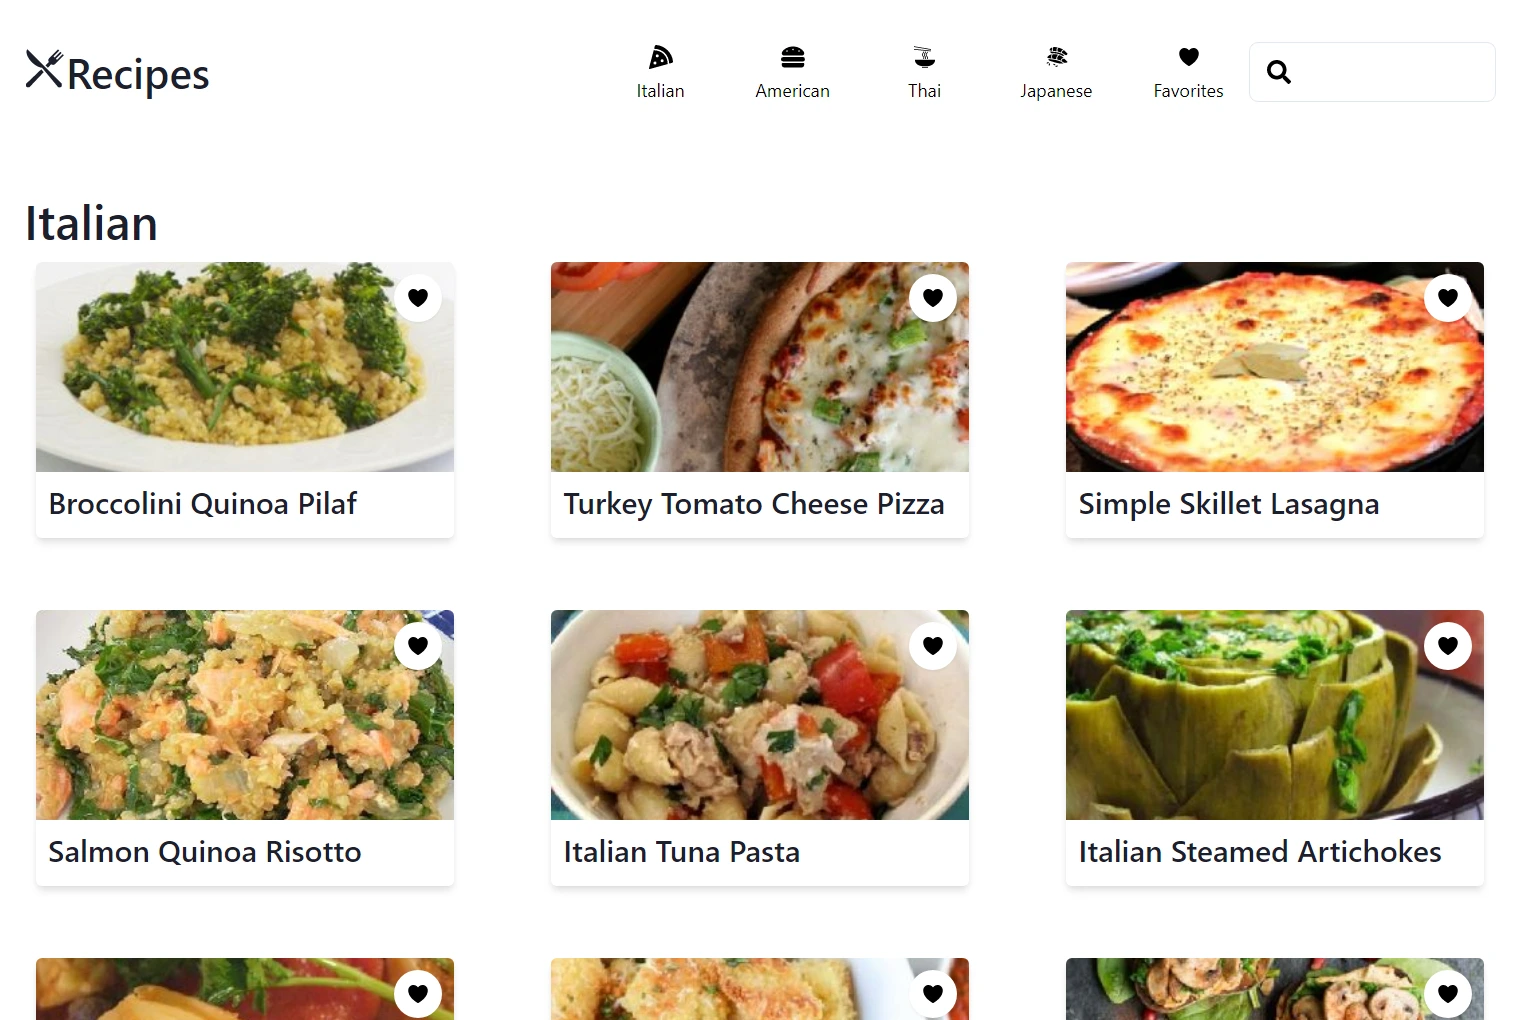 Recipes
Italian
American
Thai
Japanese
Favorites
Italian
Broccolini Quinoa Pilaf
Turkey Tomato Cheese Pizza
Simple Skillet Lasagna
Salmon Quinoa Risotto
Italian Tuna Pasta
Italian Steamed Artichokes